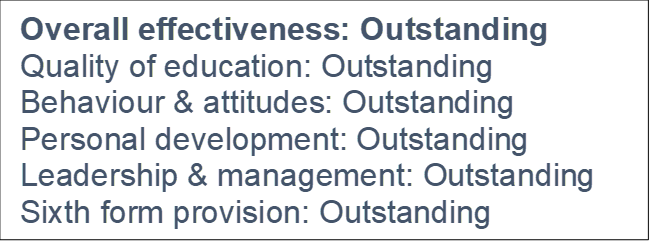 Overall effectiveness: Outstanding
Quality of education: Outstanding
Behaviour & attitudes: Outstanding
Personal development: Outstanding
Leadership & management: Outstanding
Sixth form provision: Outstanding